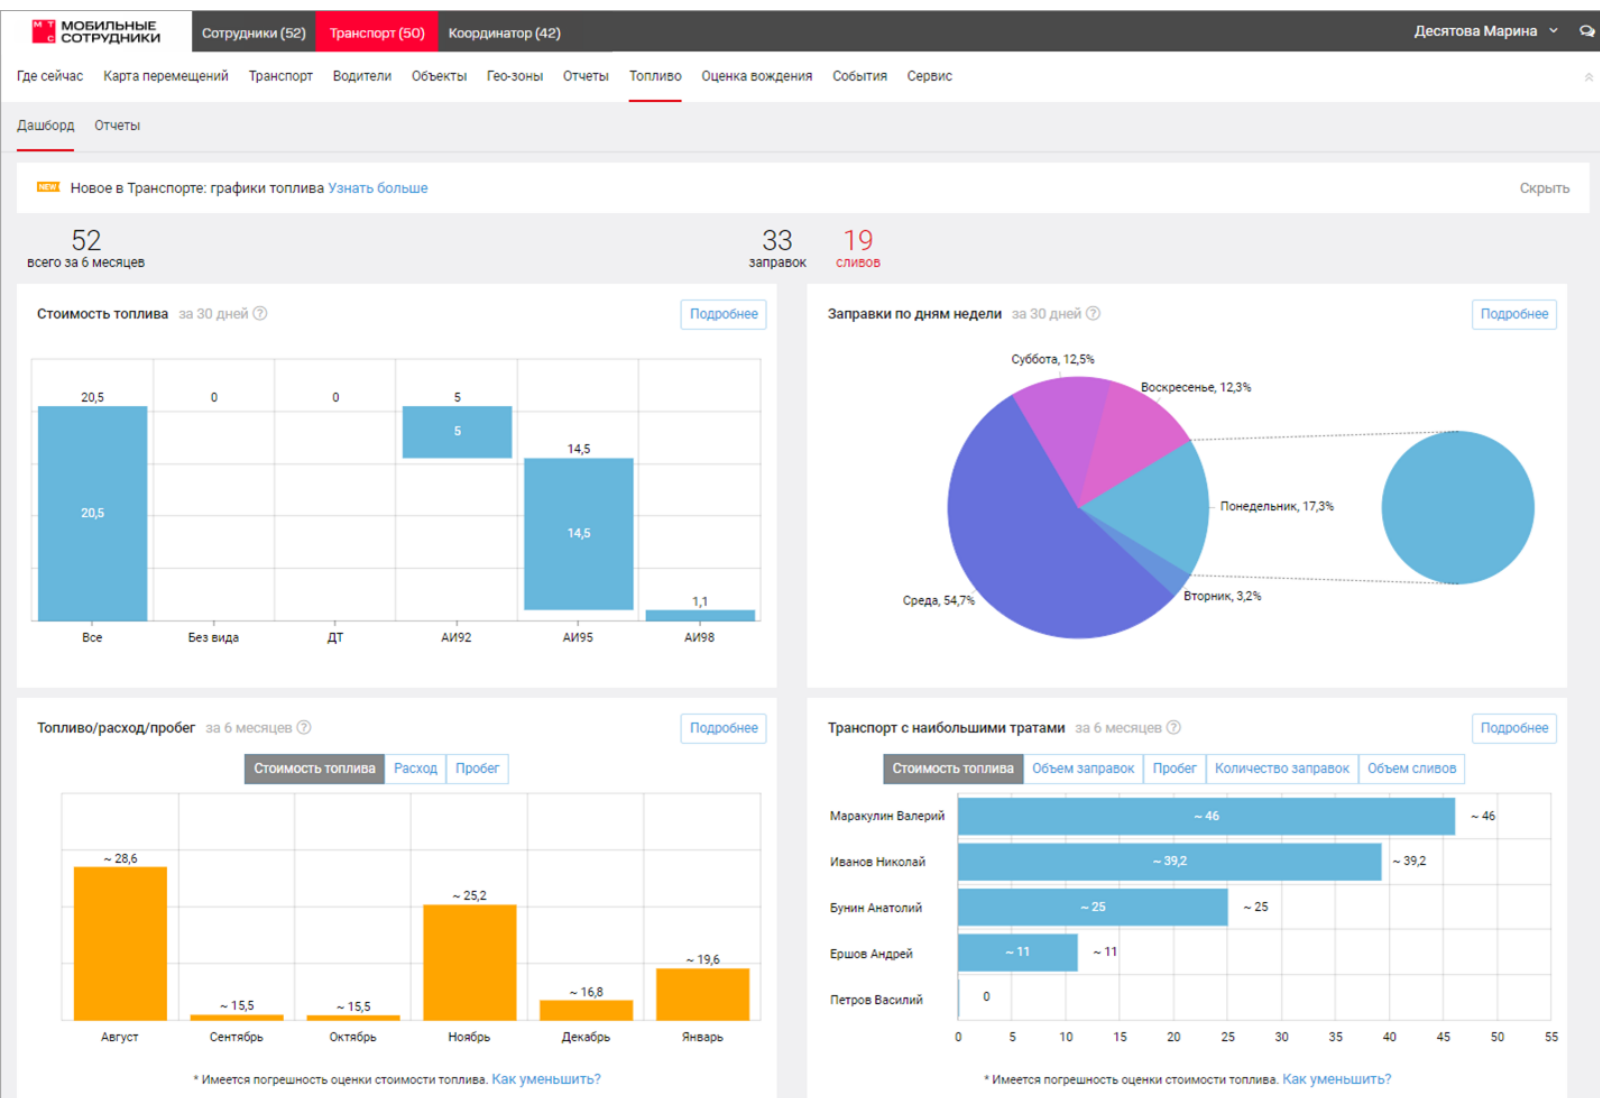 МТС МОБИЛЬНЫЕ СОТРУДНИКИ
Сотрудники (52) Транспорт (50) Координатор (42) Десятова Марина
Где сейчас Карта перемещений Транспорт Водители Объекты Гео-зоны Отчеты Топливо Оценка вождения События Сервис
Дашборд Отчеты
NEW Новое в Транспорте: графики топлива Узнать больше Скрыть
52 33 19
всего за 6 месяцев заправок сливов
Стоимость топлива за 30 дней ? Подробнее
20,5 0 0 5
5
14,5
20,5 14,5
1,1
Все Без вида ДТ АИ92 АИ95 АИ98
Заправки по дням недели за 30 дней ? Подробнее
Суббота, 12,5%
Воскресенье, 12,3%
Понедельник, 17,3%
Вторник, 3,2%
Среда, 54,7%
Топливо/расход/пробег за 6 месяцев ? Подробнее
Стоимость топлива Расход Пробег
~ 28,6
~ 25,2
~ 19,6
~ 16,8
~ 15,5 ~ 15,5
Август Сентябрь Октябрь Ноябрь Декабрь Январь
* Имеется погрешность оценки стоимости топлива. Как уменьшить?
Транспорт с наибольшими тратами за 6 месяцев ? Подробнее
Стоимость топлива Объем заправок Пробег Количество заправок Объем сливов
Маракулин Валерий ~ 46 ~ 46
Иванов Николай ~ 39,2 ~ 39,2
Бунин Анатолий ~ 25 ~ 25
Ершов Андрей ~ 11 ~ 11
Петров Василий 0
0 5 10 15 20 25 30 35 40 45 50 55
* Имеется погрешность оценки стоимости топлива. Как уменьшить?